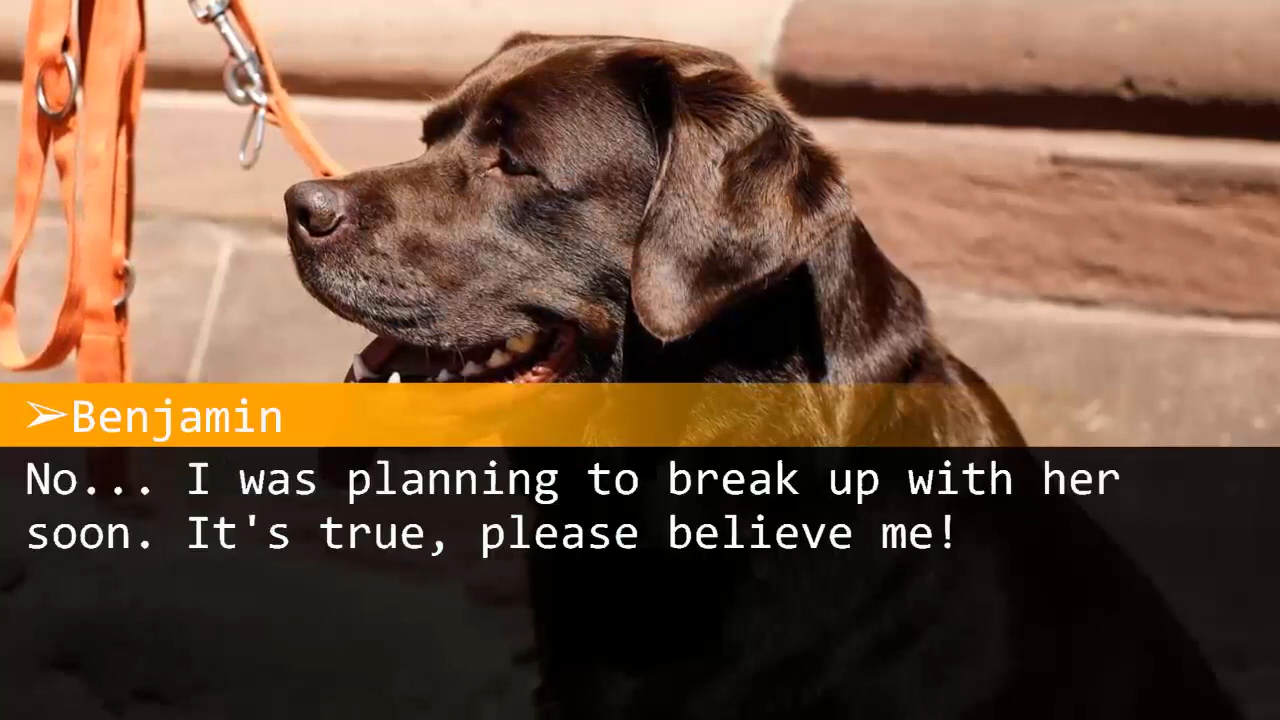 ➢Benjamin
No... I was planning to break up with her
soon. It's true, please believe me!